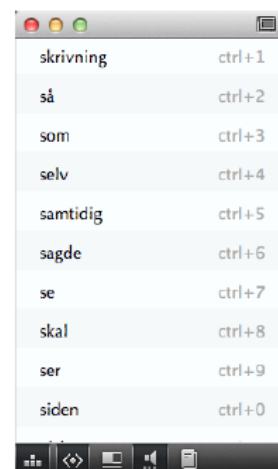 skrivning ctrl+1
så ctrl+2
som ctrl+3
selv ctrl+4
samtidig ctrl+5
sagde ctrl+6
se ctrl+7
skal ctrl+8
ser ctrl+9
siden ctrl+0